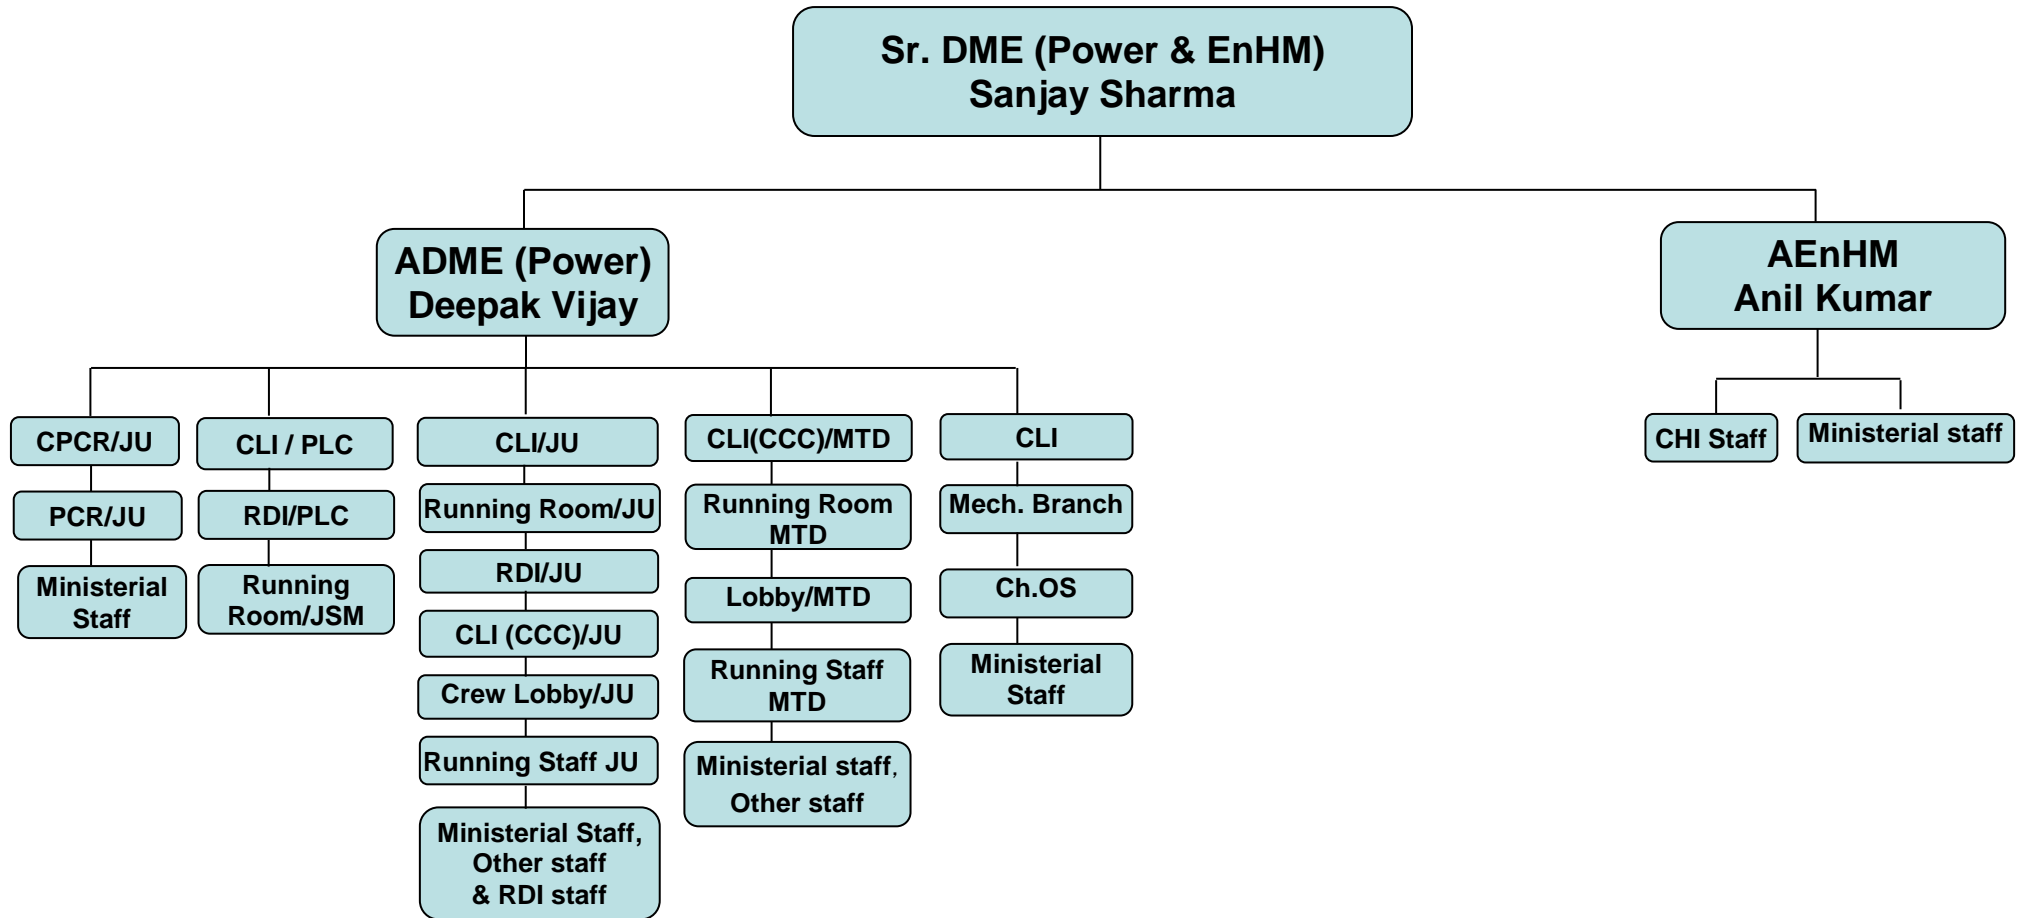 Sr. DME (Power & EnHM)
Sanjay Sharma
ADME (Power)
Deepak Vijay
AEnHM
Anil Kumar
CPCR/JU
PCR/JU
Ministerial
Staff
CLI / PLC
RDI/PLC
Running
Room/JSM
CLI/JU
Running Room/JU
RDI/JU
CLI (CCC)/JU
Crew Lobby/JU
Running Staff JU
Ministerial Staff,
Other staff
& RDI staff
CLI(CCC)/MTD
Running Room
MTD
Lobby/MTD
Running Staff
MTD
Ministerial staff,
Other staff
CLI
Mech. Branch
Ch.OS
Ministerial
Staff
CHI Staff
Ministerial staff